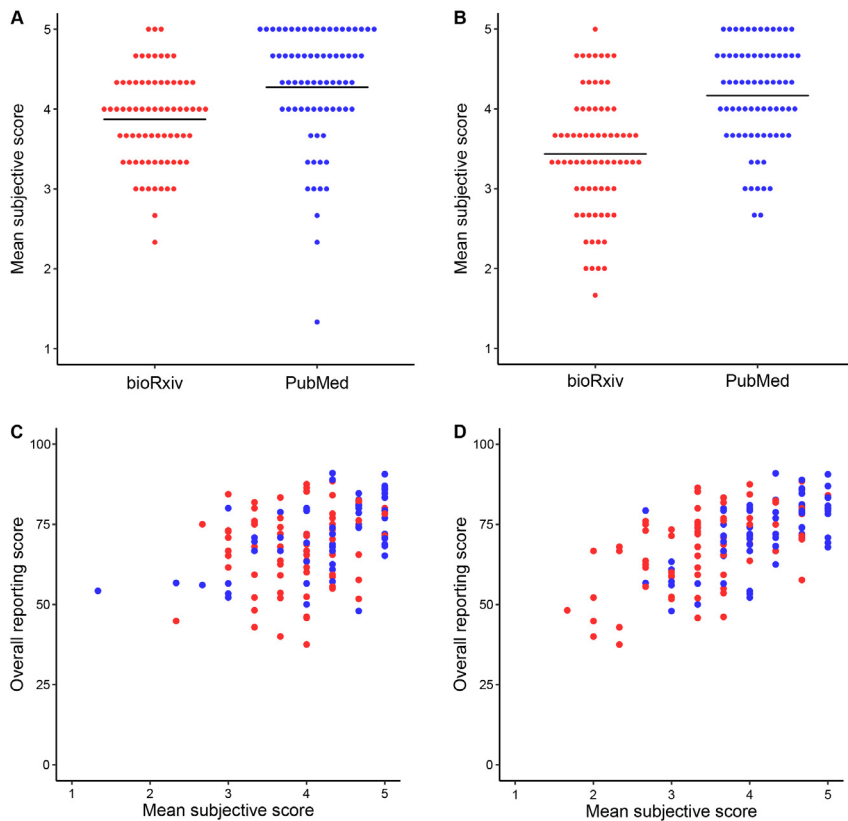 A
B
5
4
3
2
1
Mean subjective score
bioRxiv
PubMed
5
4
3
2
1
Mean subjective score
bioRxiv
PubMed
C
D
100
75
50
25
0
Overall reporting score
1 2 3 4 5
Mean subjective score
100
75
50
25
0
Overall reporting score
1 2 3 4 5
Mean subjective score